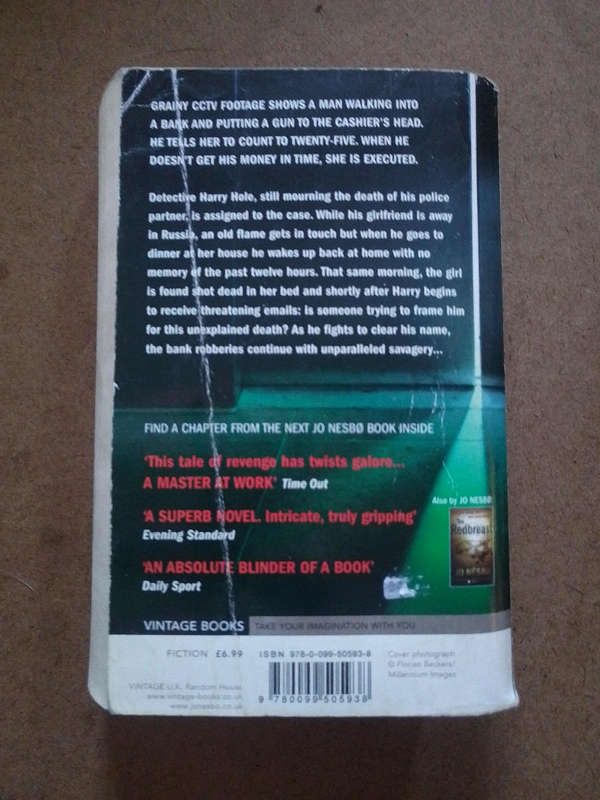 GRAINY CCTV FOOTAGE SHOWS A MAN WALKING INTO
A BANK AND PUTTING A GUN TO THE CASHIER'S HEAD.
HE TELLS HER TO COUNT TO TWENTY-FIVE. WHEN HE
DOESN'T GET HIS MONEY IN TIME, SHE IS EXECUTED.
Detective Harry Hole, still mourning the death of his police
partner, is assigned to the case. While his girlfriend is away
in Russia, an old flame gets in touch but when he goes to
dinner at her house he wakes up back at home with no
memory of the past twelve hours. That same morning, the girl
is found shot dead in her bed and shortly after Harry begins
to receive threatening emails: is someone trying to frame him
for this unexplained death? As he fights to clear his name,
the bank robberies continue with unparalleled savagery...
FIND A CHAPTER FROM THE NEXT JO NESBØ BOOK INSIDE
'This tale of revenge has twists galore...
A MASTER AT WORK' Time Out
'A SUPERB NOVEL. Intricate, truly gripping'
Evening Standard
'AN ABSOLUTE BLINDER OF A BOOK'
Daily Sport
Also by JO NESBØ
The
Redbreast
JO NESBØ
VINTAGE BOOKS TAKE YOUR IMAGINATION WITH YOU
FICTION £6.99
ISBN 978-0-099-50593-8
9 780099 505938
Cover photograph
© Florian Beckers/
Millennium Images
VINTAGE U.K. Random House
www.vintage-books.co.uk
www.jonesbo.co.uk